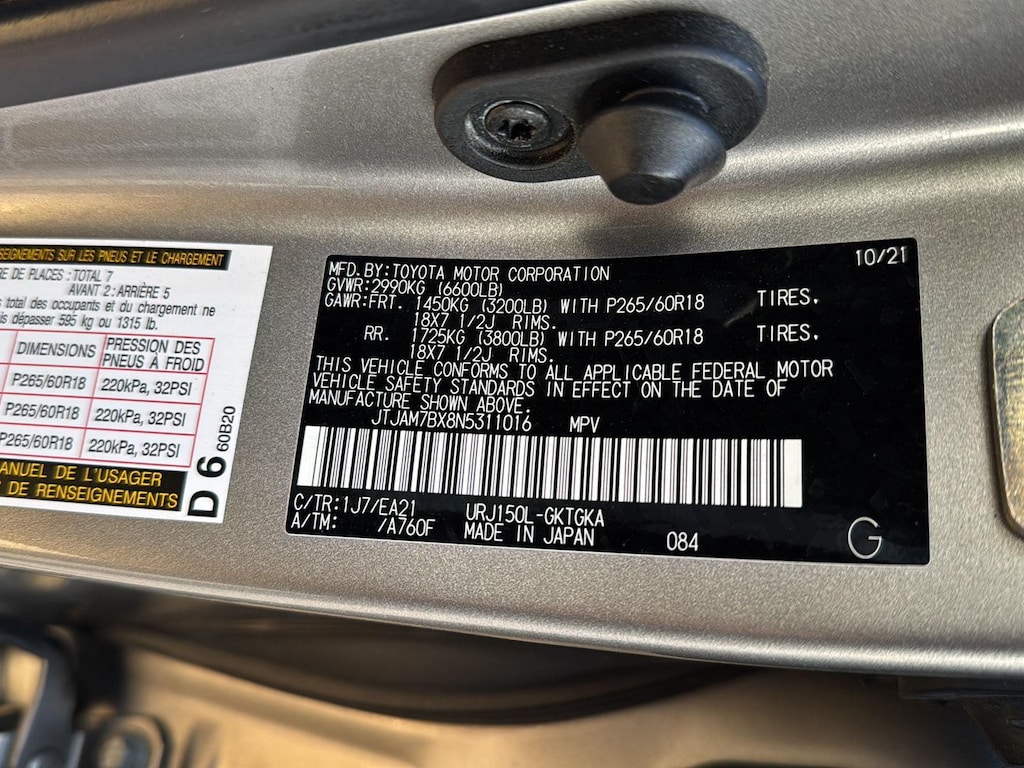 SEIGNEMENTS SUR LES PNEUS ET LE CHARGEMENT
RE DE PLACES : TOTAL 7
AVANT 2 : ARRIÈRE 5
total des occupants et du chargement ne
is dépasser 595 kg ou 1315 lb.
DIMENSIONS PRESSION DES PNEUS À FROID
P265/60R18 220kPa, 32PSI
P265/60R18 220kPa, 32PSI
P265/60R18 220kPa, 32PSI
ANUEL DE L'USAGER
DE RENSEIGNEMENTS
D 6 60B20
MFD.BY:TOYOTA MOTOR CORPORATION 10/21
GVWR:2990KG (6600LB)
GAWR:FRT. 1450KG (3200LB) WITH P265/60R18 TIRES.
18X7 1/2J RIMS.
RR. 1725KG (3800LB) WITH P265/60R18 TIRES.
18X7 1/2J RIMS.
THIS VEHICLE CONFORMS TO ALL APPLICABLE FEDERAL MOTOR
VEHICLE SAFETY STANDARDS IN EFFECT ON THE DATE OF
MANUFACTURE SHOWN ABOVE.
JTJAM7BX8N5311016 MPV
C/TR:1J7/EA21 URJ150L-GKTGKA
A/TM: /A760F MADE IN JAPAN 084 G